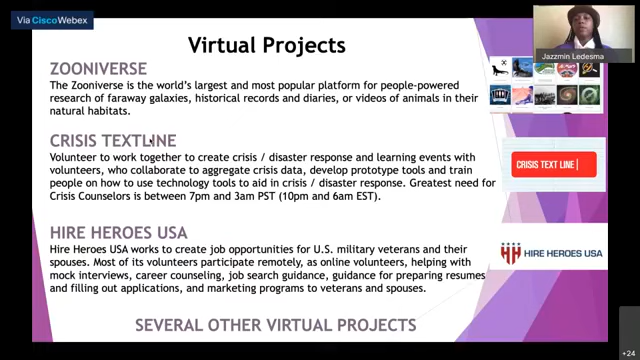 Via Cisco Webex
Jazzmin Ledesma
Virtual Projects
ZOONIVERSE
The Zooniverse is the world's largest and most popular platform for people-powered
research of faraway galaxies, historical records and diaries, or videos of animals in their
natural habitats.
CRISIS TEXTLINE
Volunteer to work together to create crisis / disaster response and learning events with
volunteers, who collaborate to aggregate crisis data, develop prototype tools and train
people on how to use technology tools to aid in crisis / disaster response. Greatest need for
Crisis Counselors is between 7pm and 3am PST (10pm and 6am EST).
CRISIS TEXT LINE
HIRE HEROES USA
Hire Heroes USA works to create job opportunities for U.S. military veterans and their
spouses. Most of its volunteers participate remotely, as online volunteers, helping with
mock interviews, career counseling, job search guidance, guidance for preparing resumes
and filling out applications, and marketing programs to veterans and spouses.
HIRE HEROES USA
SEVERAL OTHER VIRTUAL PROJECTS
+24